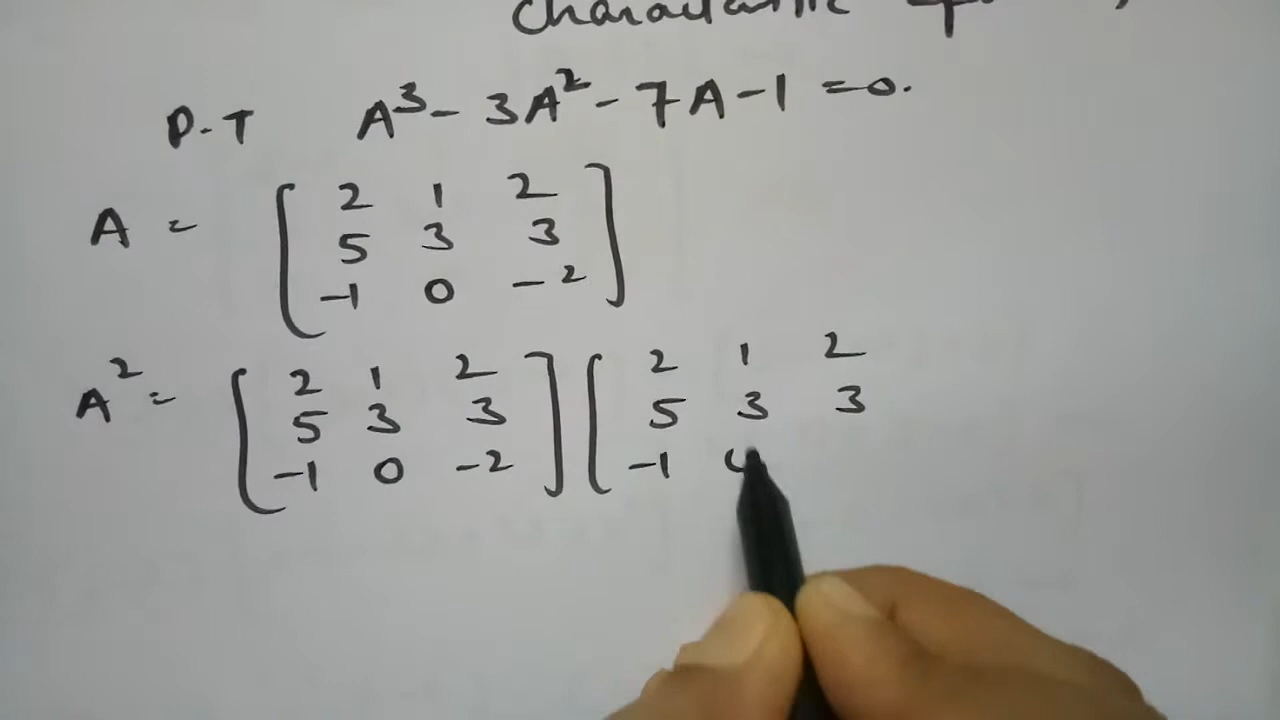 P.T A³ - 3A² - 7A - 1 = 0.
A = [ 2 1 2
5 3 3
-1 0 -2 ]
A² = [ 2 1 2 ] [ 2 1 2
5 3 3 5 3 3
-1 0 -2 -1